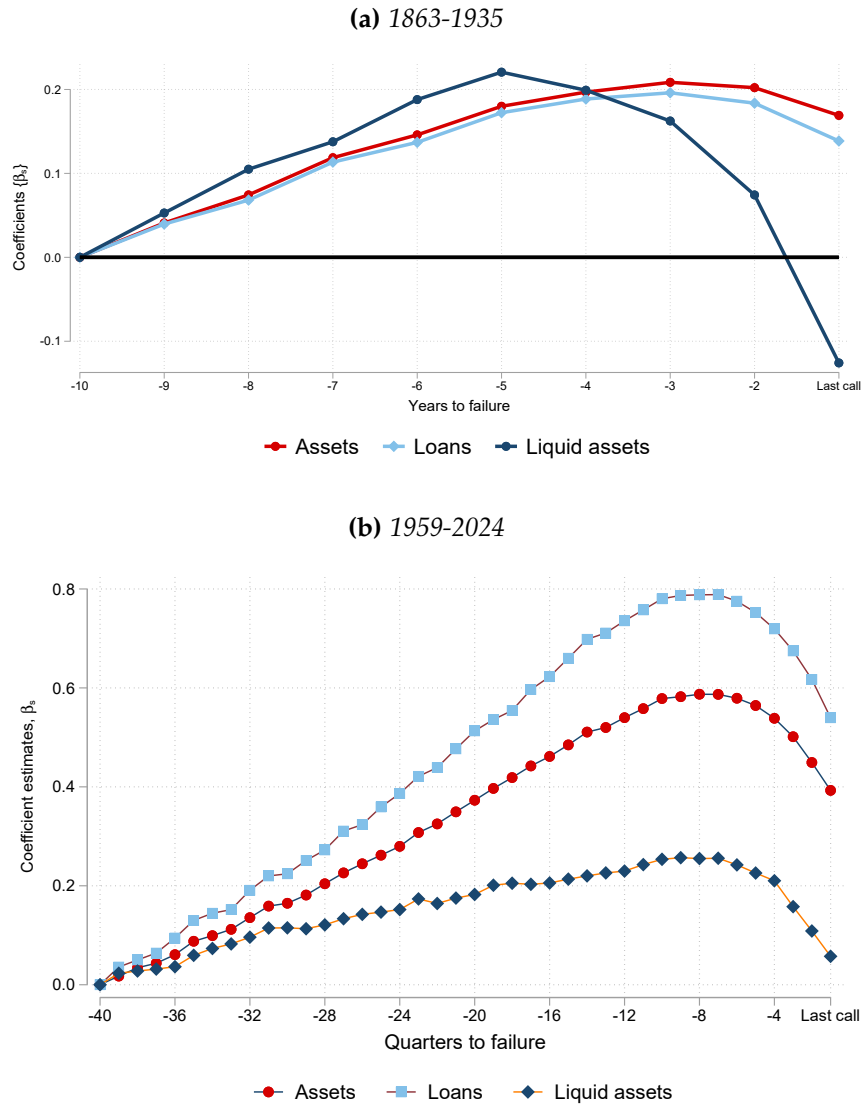 (a) 1863-1935
0.2
0.1
0.0
-0.1
Coefficients {βs}
-10 -9 -8 -7 -6 -5 -4 -3 -2 Last call
Years to failure
Assets Loans Liquid assets
(b) 1959-2024
0.8
0.6
0.4
0.2
0.0
Coefficient estimates, βs
-40 -36 -32 -28 -24 -20 -16 -12 -8 -4 Last call
Quarters to failure
Assets Loans Liquid assets